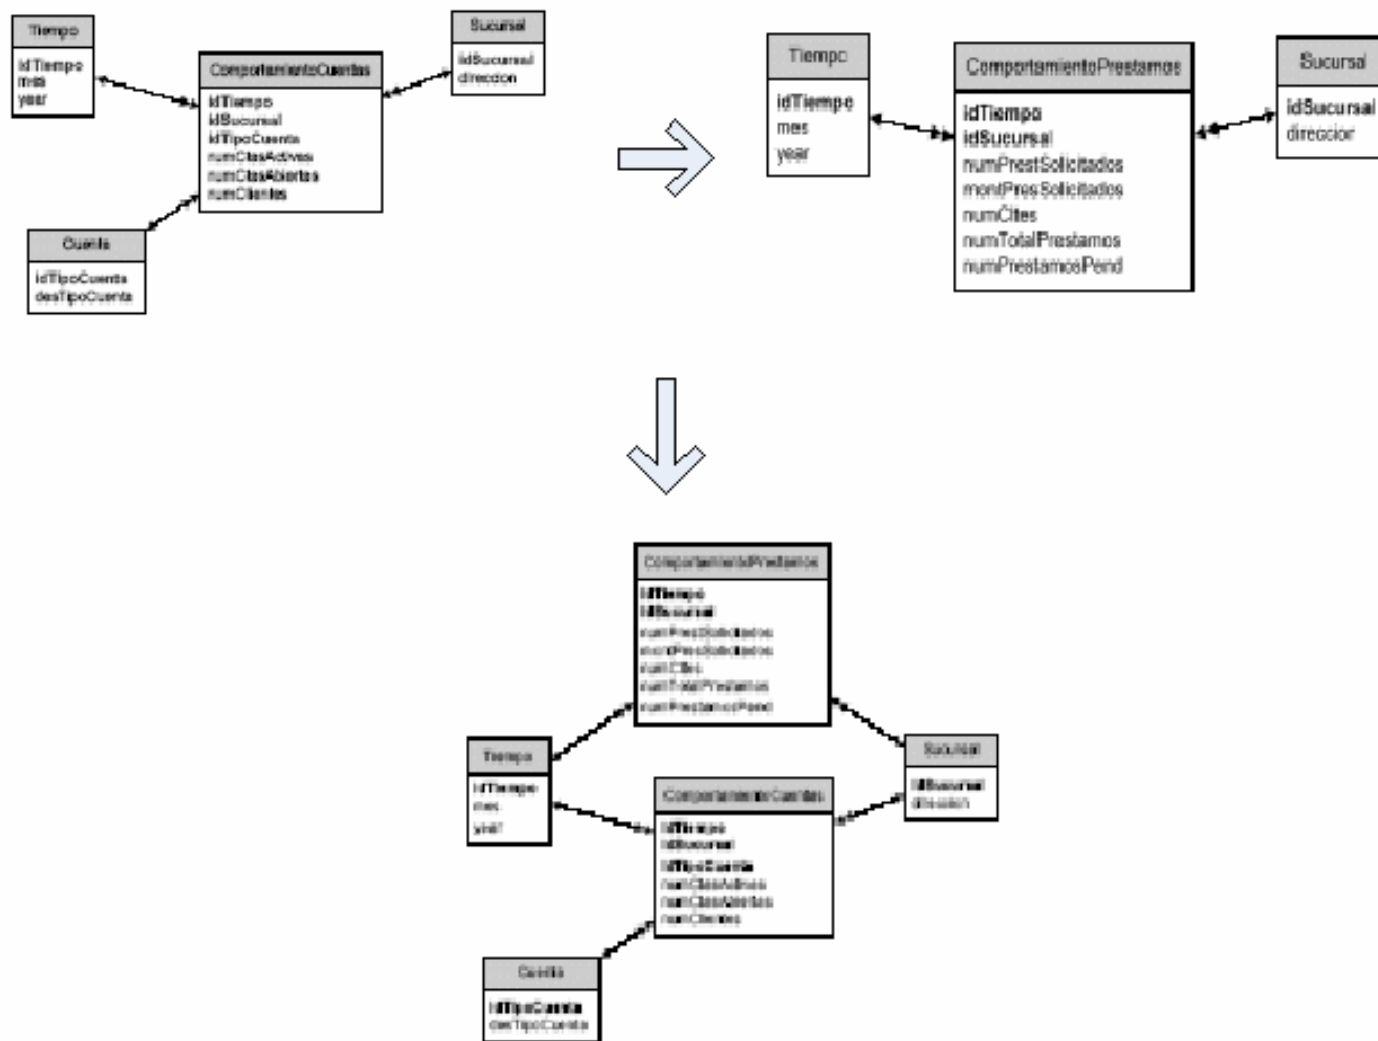 Tiempo
idTiempo
mes
year
ComportamientoCuentas
idTiempo
idSucursal
idTipoCuenta
numCtasActivas
numCtasAbiertas
numClientes
Sucursal
idSucursal
direccion
Cuenta
idTipoCuenta
desTipoCuenta
Tiempo
idTiempo
mes
year
ComportamientoPrestamos
idTiempo
idSucursal
numPrestSolicitados
montPresSolicitados
numCltes
numTotalPrestamos
numPrestamosPend
Sucursal
idSucursal
direccion
ComportamientoPrestamos
idTiempo
idSucursal
numPrestSolicitados
montPresSolicitados
numCltes
numTotalPrestamos
numPrestamosPend
Tiempo
idTiempo
mes
year
ComportamientoCuentas
idTiempo
idSucursal
idTipoCuenta
numCtasActivas
numCtasAbiertas
numClientes
Sucursal
idSucursal
direccion
Cuenta
idTipoCuenta
desTipoCuenta